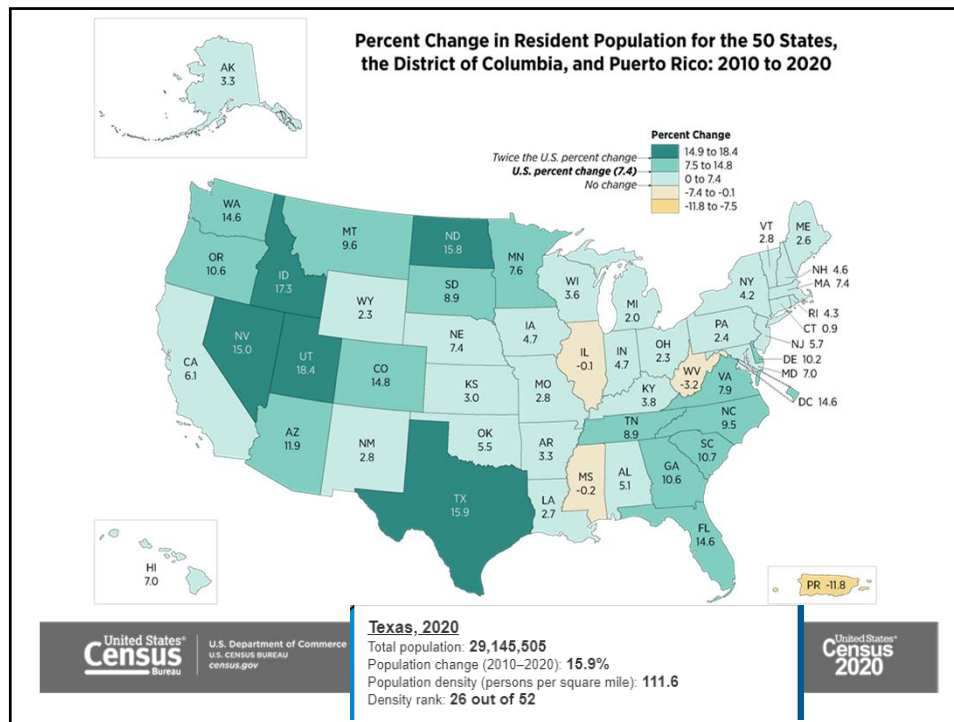 Percent Change in Resident Population for the 50 States,
the District of Columbia, and Puerto Rico: 2010 to 2020
AK
3.3
Percent Change
Twice the U.S. percent change
U.S. percent change (7.4)
No change
14.9 to 18.4
7.5 to 14.8
0 to 7.4
-7.4 to -0.1
-11.8 to -7.5
WA
14.6
OR
10.6
CA
6.1
ID
17.3
NV
15.0
UT
18.4
AZ
11.9
MT
9.6
WY
2.3
CO
14.8
NM
2.8
ND
15.8
SD
8.9
NE
7.4
KS
3.0
OK
5.5
TX
15.9
MN
7.6
IA
4.7
MO
2.8
AR
3.3
LA
2.7
WI
3.6
IL
-0.1
MS
-0.2
MI
2.0
IN
4.7
KY
3.8
TN
8.9
AL
5.1
OH
2.3
WV
-3.2
GA
10.6
FL
14.6
SC
10.7
NC
9.5
VA
7.9
PA
2.4
NY
4.2
VT
2.8
ME
2.6
NH 4.6
MA 7.4
RI 4.3
CT 0.9
NJ 5.7
DE 10.2
MD 7.0
DC 14.6
HI
7.0
PR -11.8
United States®
Census
Bureau
U.S. Department of Commerce
U.S. CENSUS BUREAU
census.gov
Texas, 2020
Total population: 29,145,505
Population change (2010–2020): 15.9%
Population density (persons per square mile): 111.6
Density rank: 26 out of 52
United States®
Census
2020